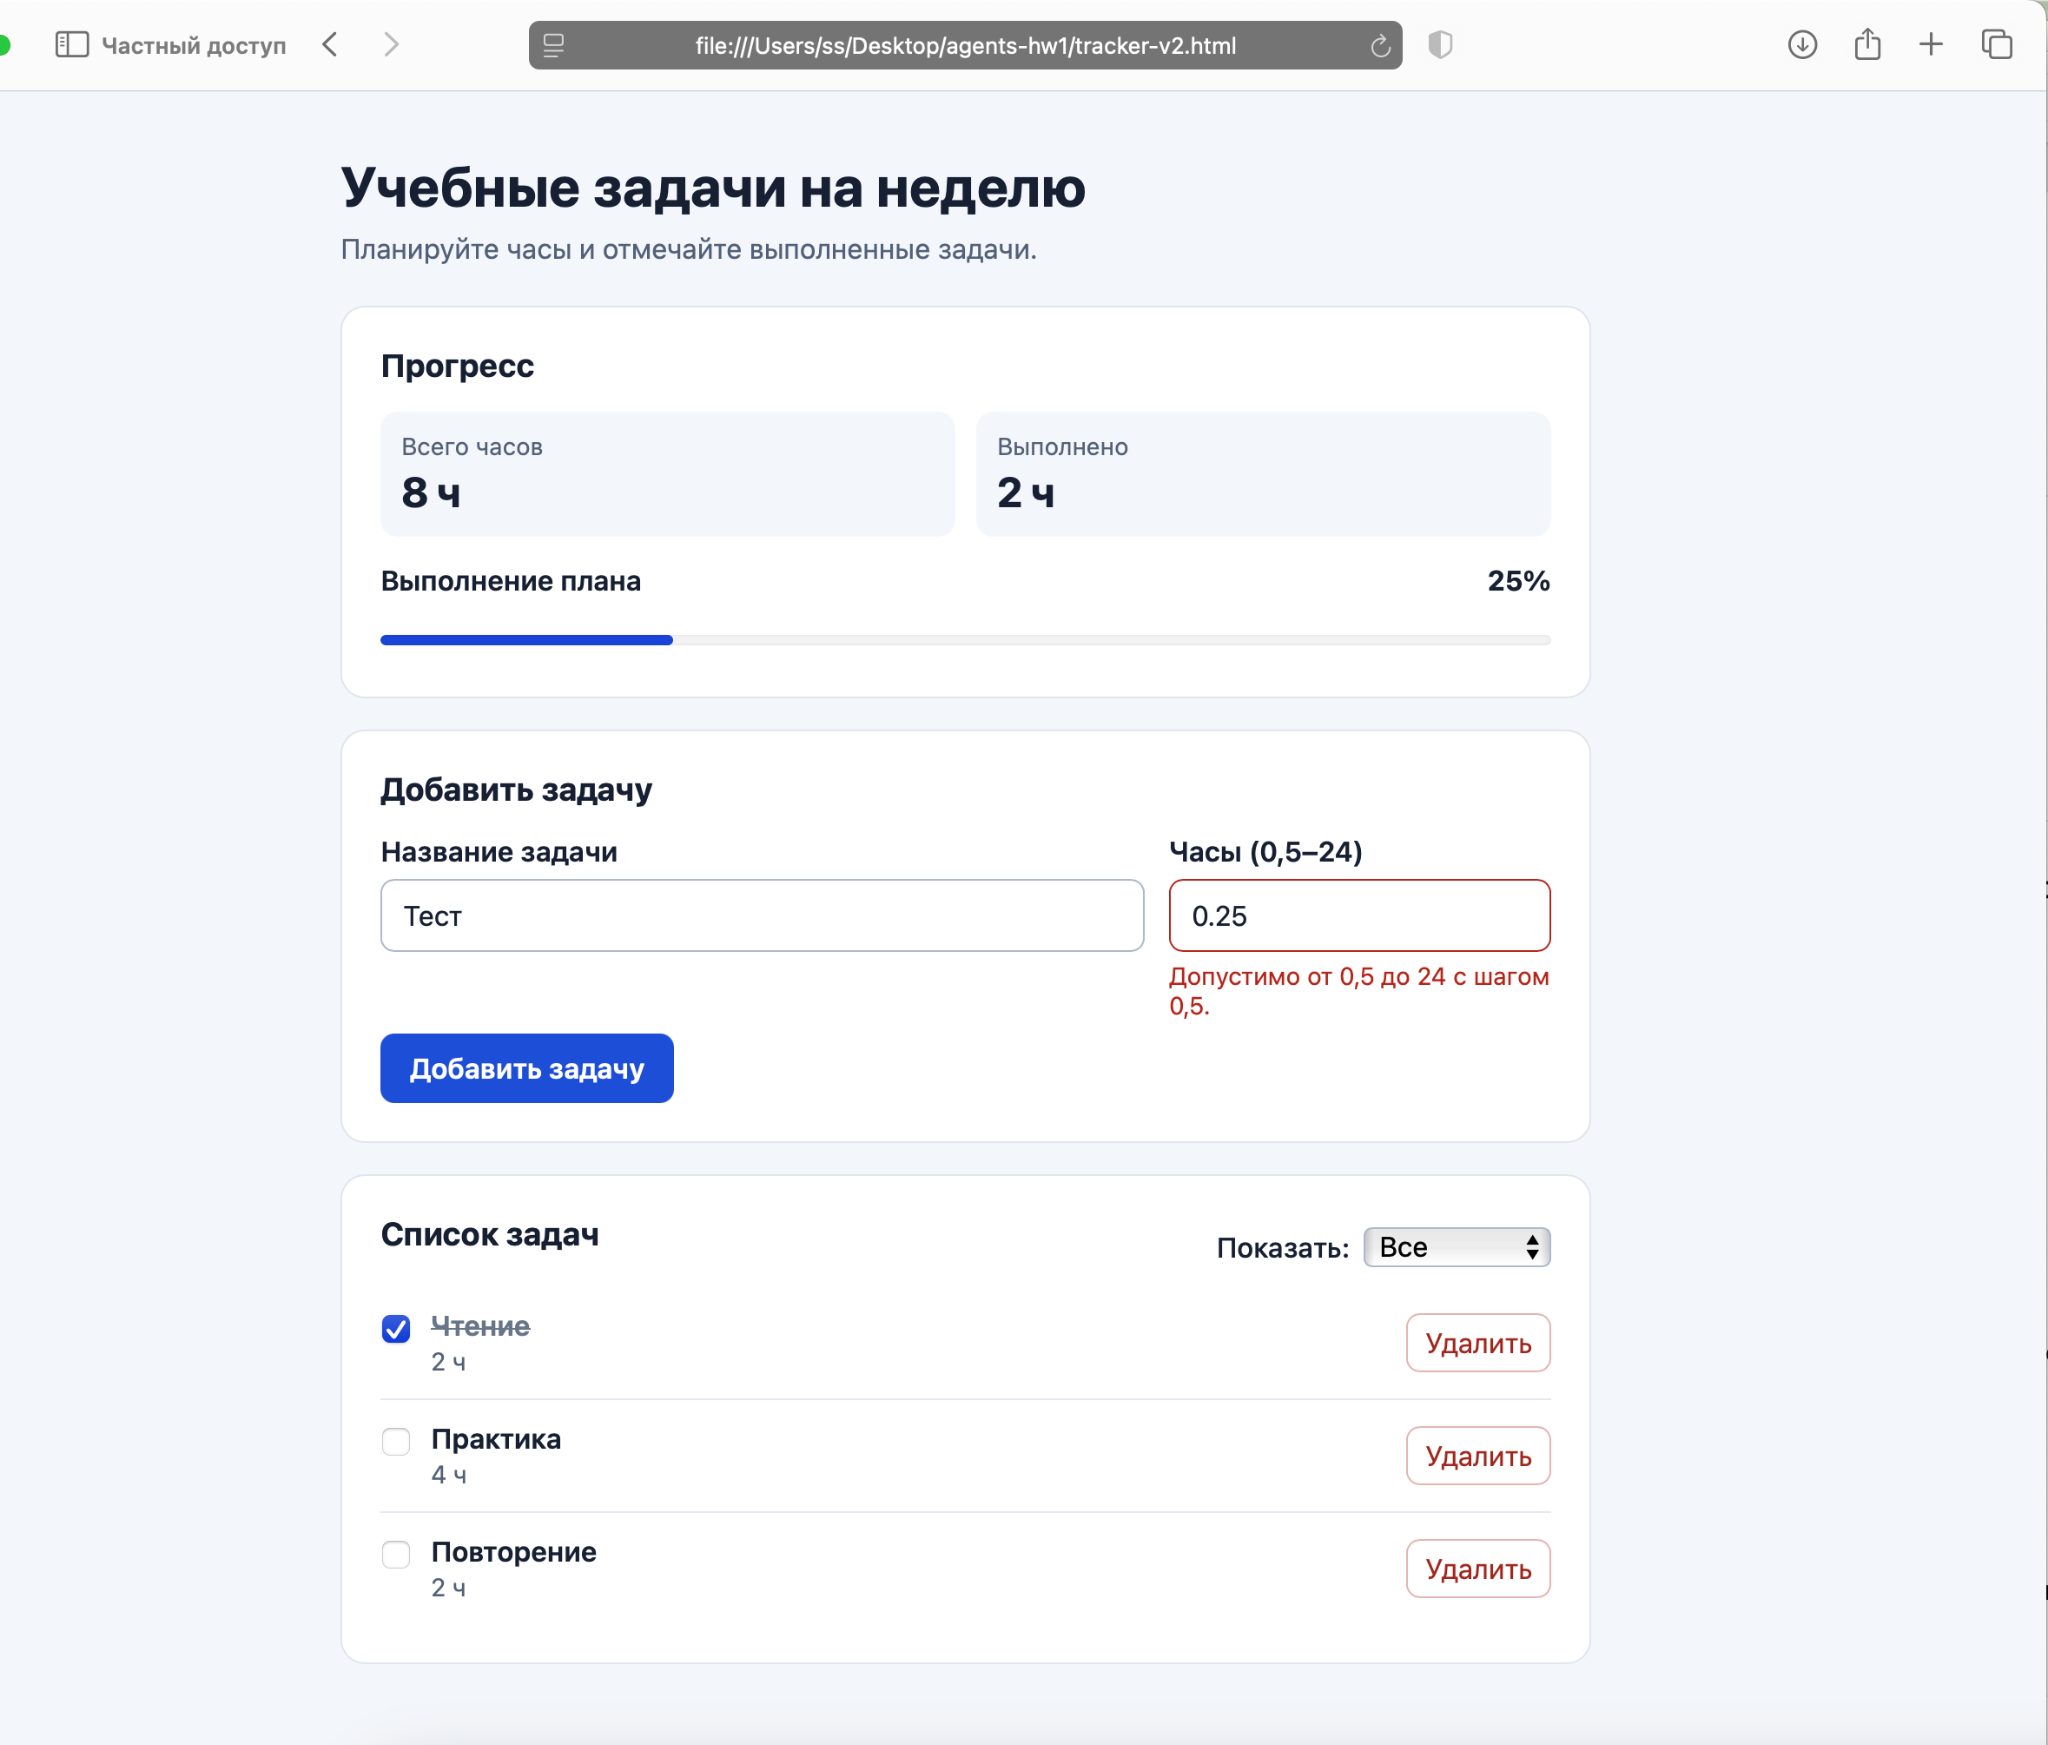 Частный доступ
file:///Users/ss/Desktop/agents-hw1/tracker-v2.html
Учебные задачи на неделю
Планируйте часы и отмечайте выполненные задачи.
Прогресс
Всего часов
8 ч
Выполнено
2 ч
Выполнение плана
25%
Добавить задачу
Название задачи
Тест
Часы (0,5–24)
0.25
Допустимо от 0,5 до 24 с шагом
0,5.
Добавить задачу
Список задач
Показать: Все
Чтение
2 ч
Удалить
Практика
4 ч
Удалить
Повторение
2 ч
Удалить